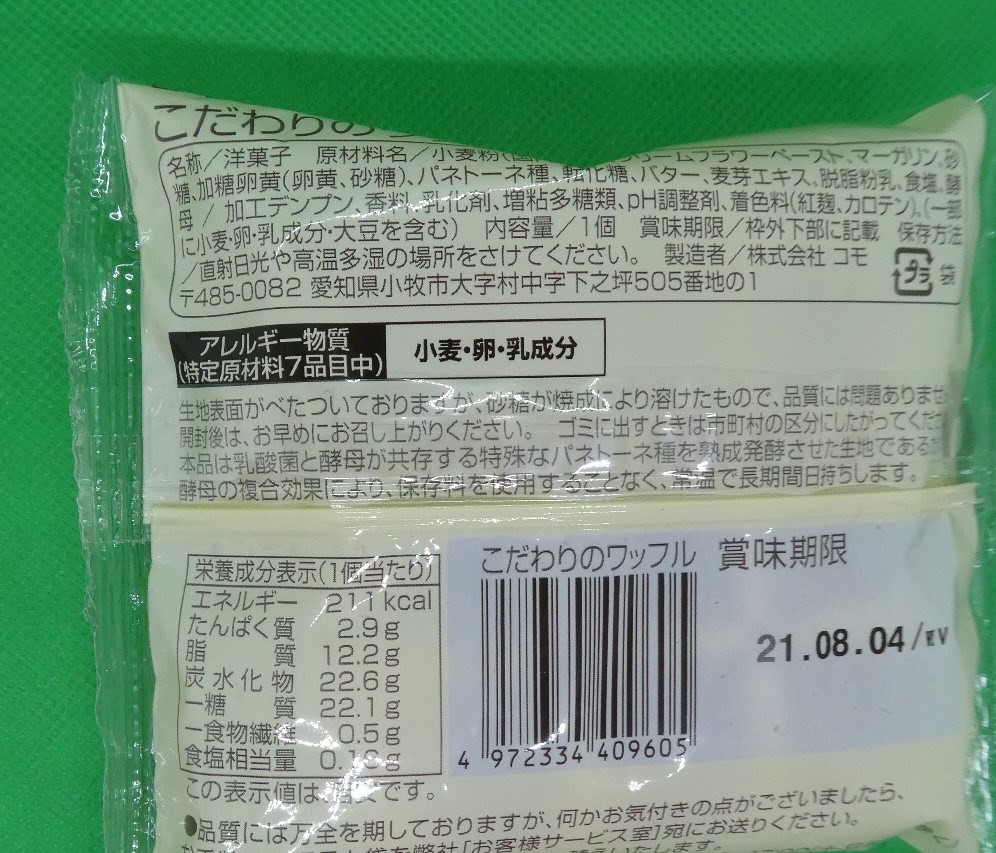 こだわりの
名称／洋菓子 原材料名／小麦粉 フラワーペースト、マーガリン、砂
糖、加糖卵黄(卵黄、砂糖)、パネトーネ種、転化糖、バター、麦芽エキス、脱脂粉乳、食塩、酵
母／加工デンプン、香料、乳化剤、増粘多糖類、pH調整剤、着色料(紅麹、カロテン)、(一部
に小麦・卵・乳成分・大豆を含む) 内容量／1個 賞味期限／枠外下部に記載 保存方法
／直射日光や高温多湿の場所をさけてください。 製造者／株式会社 コモ
〒485-0082 愛知県小牧市大字村中字下之坪505番地の1
プラ 袋
アレルギー物質
(特定原材料7品目中)
小麦・卵・乳成分
生地表面がべたついておりますが、砂糖が焼成により溶けたもので、品質には問題ありませ
開封後は、お早めにお召し上がりください。 ゴミに出すときは市町村の区分にしたがってくだ
本品は乳酸菌と酵母が共存する特殊なパネトーネ種を熟成発酵させた生地である
酵母の複合効果により、保存料を使用することなく、常温で長期間日持ちします。
栄養成分表示(1個当たり)
エネルギー 211kcal
たんぱく質 2.9g
脂質 12.2g
炭水化物 22.6g
－糖質 22.1g
－食物繊維 0.5g
食塩相当量 0.1 g
この表示値は、 です。
こだわりのワッフル 賞味期限
21.08.04/
4 972334 409605
●品質には万全を期しておりますが、何かお気付きの点がございましたら、
を弊社[お客様サービス室]宛にお送りください。
いたします。